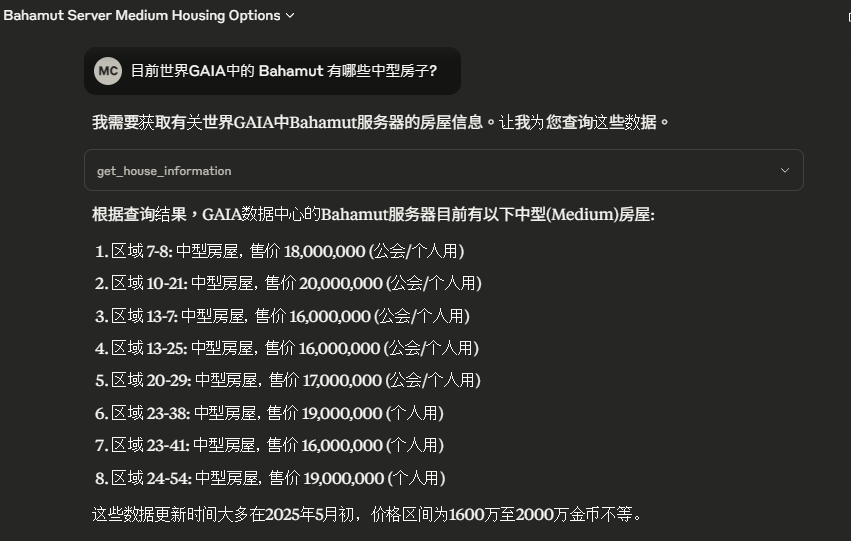 Bahamut Server Medium Housing Options
MC 目前世界GAIA中的 Bahamut 有哪些中型房子?
我需要获取有关世界GAIA中Bahamut服务器的房屋信息。让我为您查询这些数据。
get_house_information
根据查询结果，GAIA数据中心的Bahamut服务器目前有以下中型(Medium)房屋:
1. 区域 7-8: 中型房屋, 售价 18,000,000 (公会/个人用)
2. 区域 10-21: 中型房屋, 售价 20,000,000 (公会/个人用)
3. 区域 13-7: 中型房屋, 售价 16,000,000 (公会/个人用)
4. 区域 13-25: 中型房屋, 售价 16,000,000 (公会/个人用)
5. 区域 20-29: 中型房屋, 售价 17,000,000 (公会/个人用)
6. 区域 23-38: 中型房屋, 售价 19,000,000 (个人用)
7. 区域 23-41: 中型房屋, 售价 16,000,000 (个人用)
8. 区域 24-54: 中型房屋, 售价 19,000,000 (个人用)
这些数据更新时间大多在2025年5月初，价格区间为1600万至2000万金币不等。